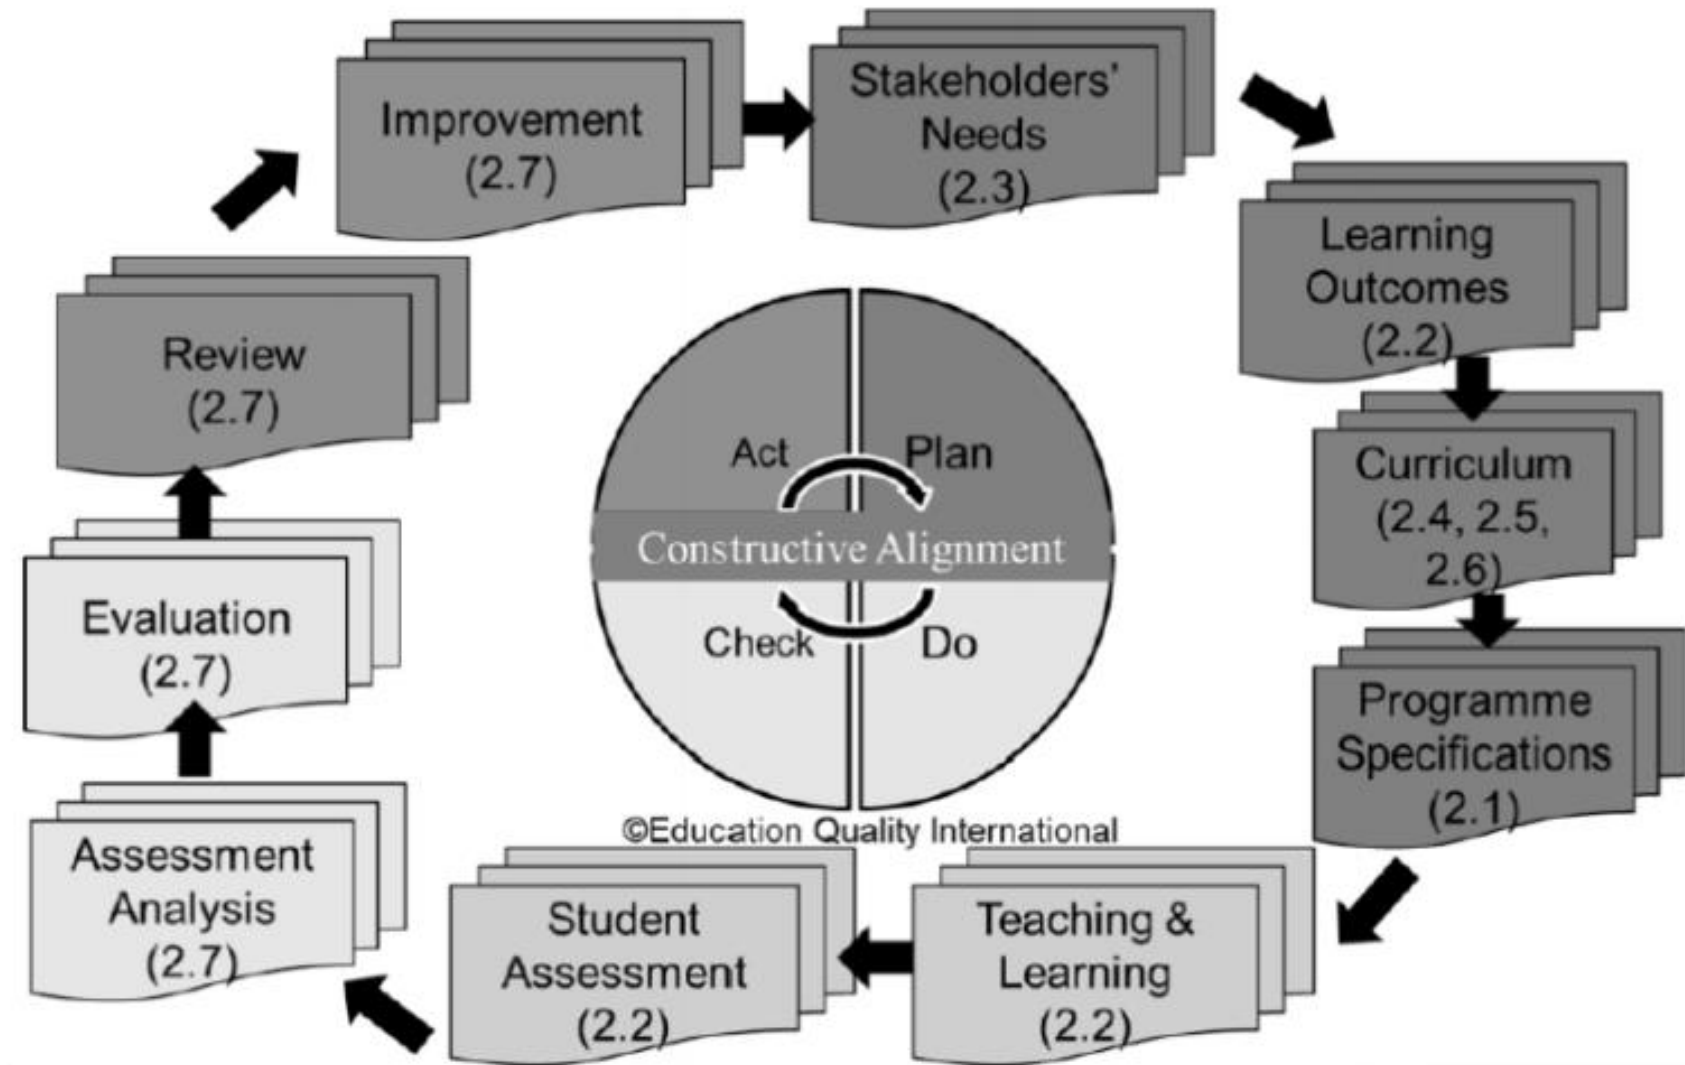 Improvement
(2.7)
Stakeholders'
Needs
(2.3)
Learning
Outcomes
(2.2)
Curriculum
(2.4, 2.5,
2.6)
Programme
Specifications
(2.1)
Teaching &
Learning
(2.2)
Student
Assessment
(2.2)
Assessment
Analysis
(2.7)
Evaluation
(2.7)
Review
(2.7)
Act
Plan
Constructive Alignment
Check
Do
©Education Quality International